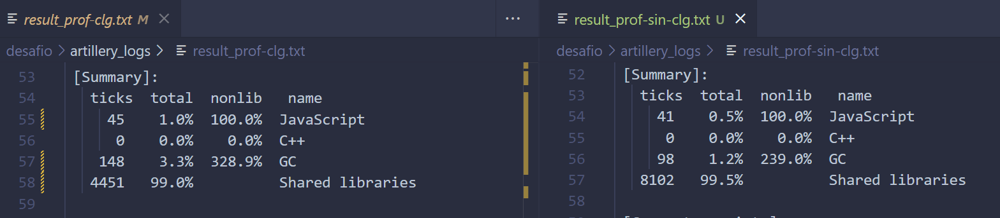 result_prof-clg.txt M
desafio > artillery_logs > result_prof-clg.txt
53 [Summary]:
54 ticks total nonlib name
55 45 1.0% 100.0% JavaScript
56 0 0.0% 0.0% C++
57 148 3.3% 328.9% GC
58 4451 99.0% Shared libraries
59
result_prof-sin-clg.txt U
desafio > artillery_logs > result_prof-sin-clg.txt
52 [Summary]:
53 ticks total nonlib name
54 41 0.5% 100.0% JavaScript
55 0 0.0% 0.0% C++
56 98 1.2% 239.0% GC
57 8102 99.5% Shared libraries
58